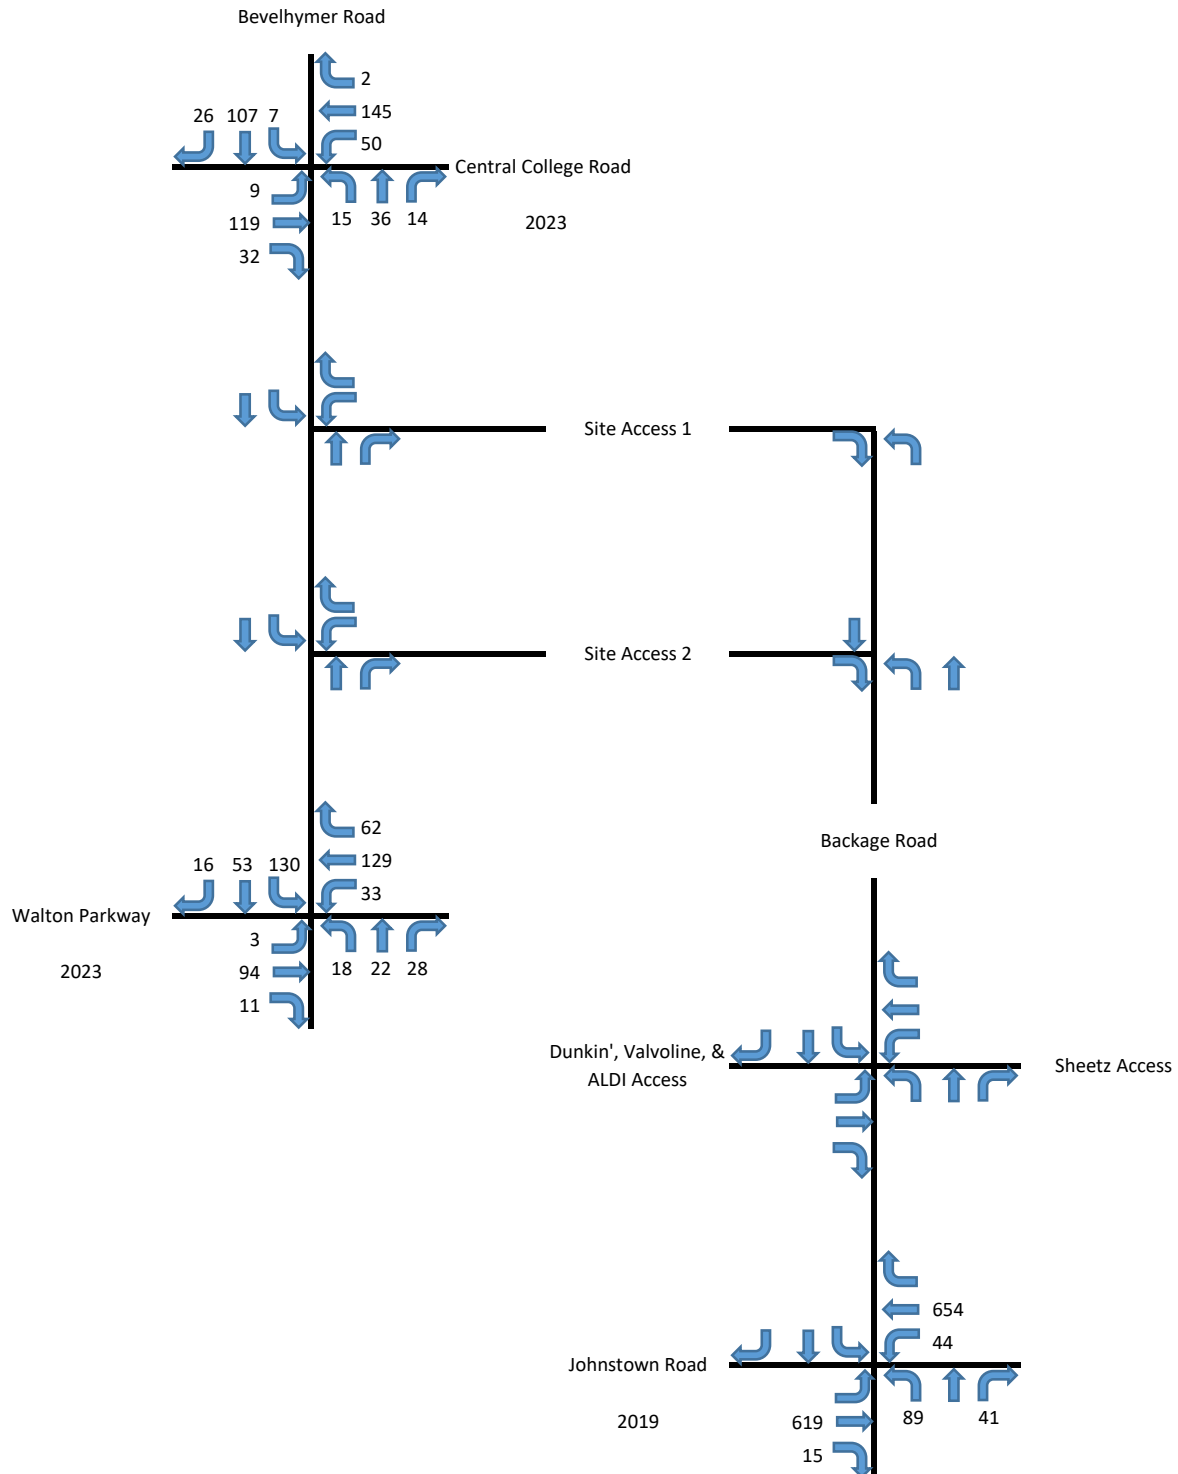 Bevelhymer Road
2
26 107 7
145
50
Central College Road
9
119
32
15 36 14
2023
Site Access 1
Site Access 2
62
16 53 130
129
33
Walton Parkway
3
94
11
18 22 28
2023
Backage Road
Dunkin', Valvoline, &
ALDI Access
Sheetz Access
654
44
Johnstown Road
2019
619
15
89 41